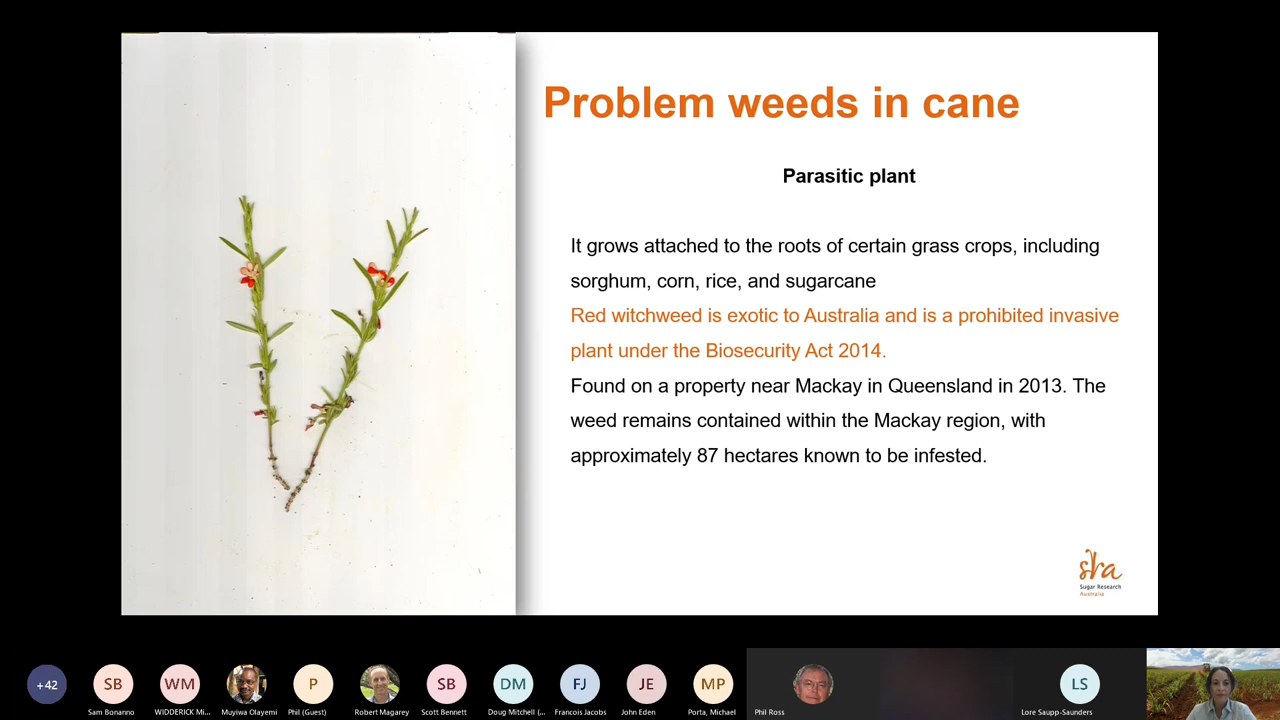 Problem weeds in cane
Parasitic plant
It grows attached to the roots of certain grass crops, including
sorghum, corn, rice, and sugarcane
Red witchweed is exotic to Australia and is a prohibited invasive
plant under the Biosecurity Act 2014.
Found on a property near Mackay in Queensland in 2013. The
weed remains contained within the Mackay region, with
approximately 87 hectares known to be infested.
sra
Sugar Research
Australia
+42
SB
WM
P
SB
DM
FJ
JE
MP
LS
Sam Bonanno
WIDDERICK Mi...
Muyiwa Olayemi
Phil (Guest)
Robert Magarey
Scott Bennett
Doug Mitchell (...
Francois Jacobs
John Eden
Porta, Michael
Phil Ross
Lore Saupp-Saunders